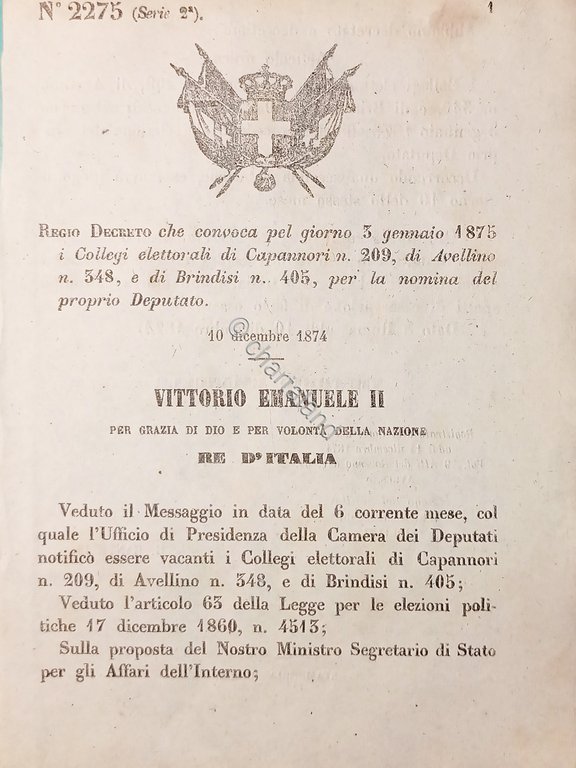 N° 2275 (Serie 2ª).
1
REGIO DECRETO che convoca pel giorno 3 gennaio 1875
i Collegi elettorali di Capannori n. 209, di Avellino
n. 348, e di Brindisi n. 405, per la nomina del
proprio Deputato.
10 dicembre 1874
© chartaland
VITTORIO EMANUELE II
PER GRAZIA DI DIO E PER VOLONTÀ DELLA NAZIONE
RE D'ITALIA
Veduto il Messaggio in data del 6 corrente mese, col
quale l'Ufficio di Presidenza della Camera dei Deputati
notificò essere vacanti i Collegi elettorali di Capannori
n. 209, di Avellino n. 348, e di Brindisi n. 405;
Veduto l'articolo 63 della Legge per le elezioni poli-
tiche 17 dicembre 1860, n. 4513;
Sulla proposta del Nostro Ministro Segretario di Stato
per gli Affari dell'Interno;